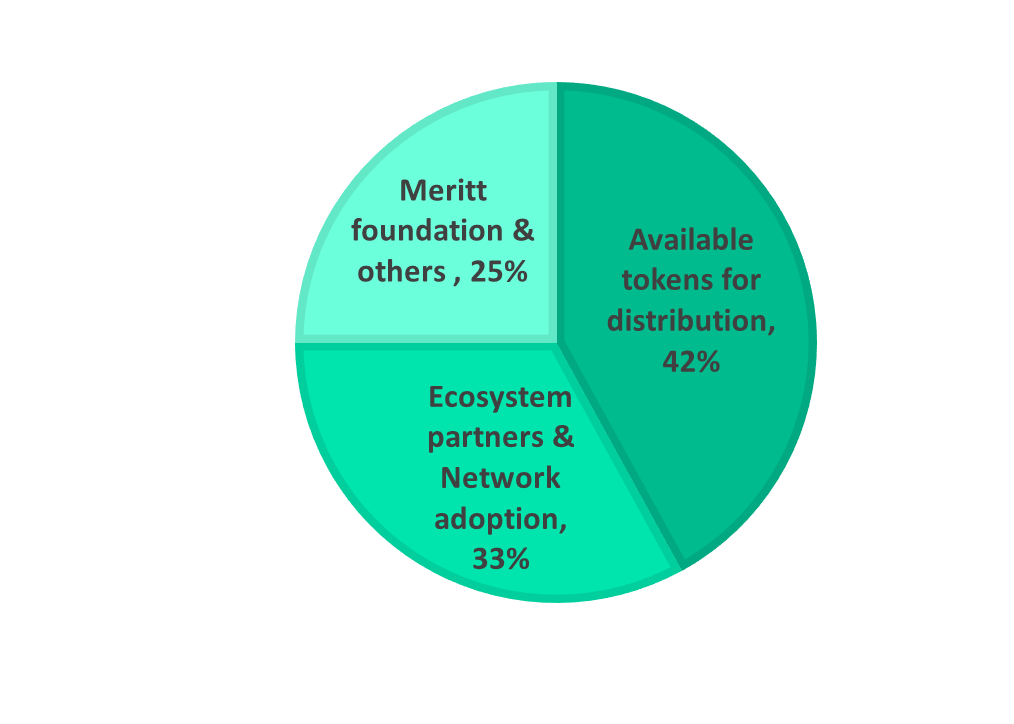 Meritt
foundation &
others , 25%
Available
tokens for
distribution,
42%
Ecosystem
partners &
Network
adoption,
33%